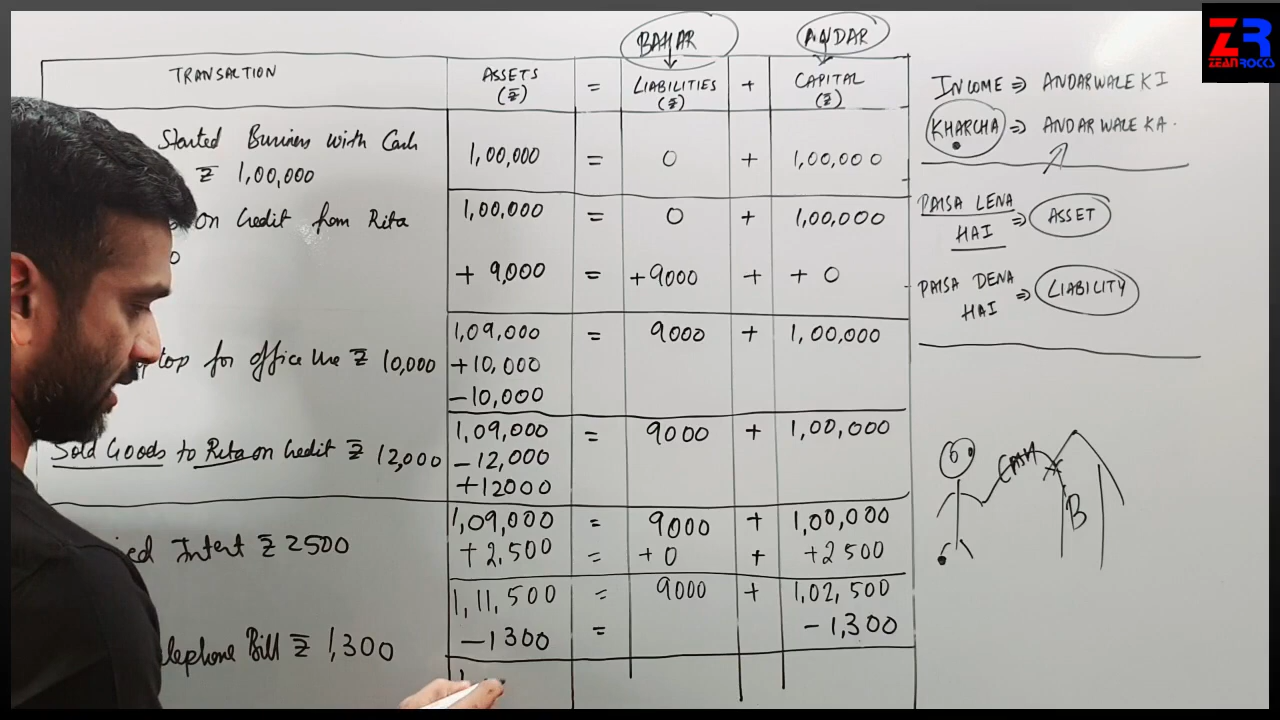 ZR
ZEAN ROCKS
BAHAR
ANDAR
TRANSACTION
ASSETS
(₹)
=
LIABILITIES
(₹)
+
CAPITAL
(₹)
Started Business with Cash
₹ 1,00,000
1,00,000 = 0 + 1,00,000
on Credit from Rita
1,00,000 = 0 + 1,00,000
+ 9,000 = +9000 + + 0
top for office use ₹ 10,000
1,09,000 = 9000 + 1,00,000
+10,000
-10,000
Sold Goods to Rita on Credit ₹ 12,000
1,09,000 = 9000 + 1,00,000
-12,000
+12000
₹ 2500
1,09,000 = 9000 + 1,00,000
+2,500 = +0 + +2500
lephone Bill ₹ 1,300
1,11,500 = 9000 + 1,02,500
-1300 = -1,300
INCOME ⇒ ANDARWALE KI
KHARCHA ⇒ ANDARWALE KA.
PAISA LENA
HAI ⇒ ASSET
PAISA DENA
HAI ⇒ LIABILITY
CASH
B